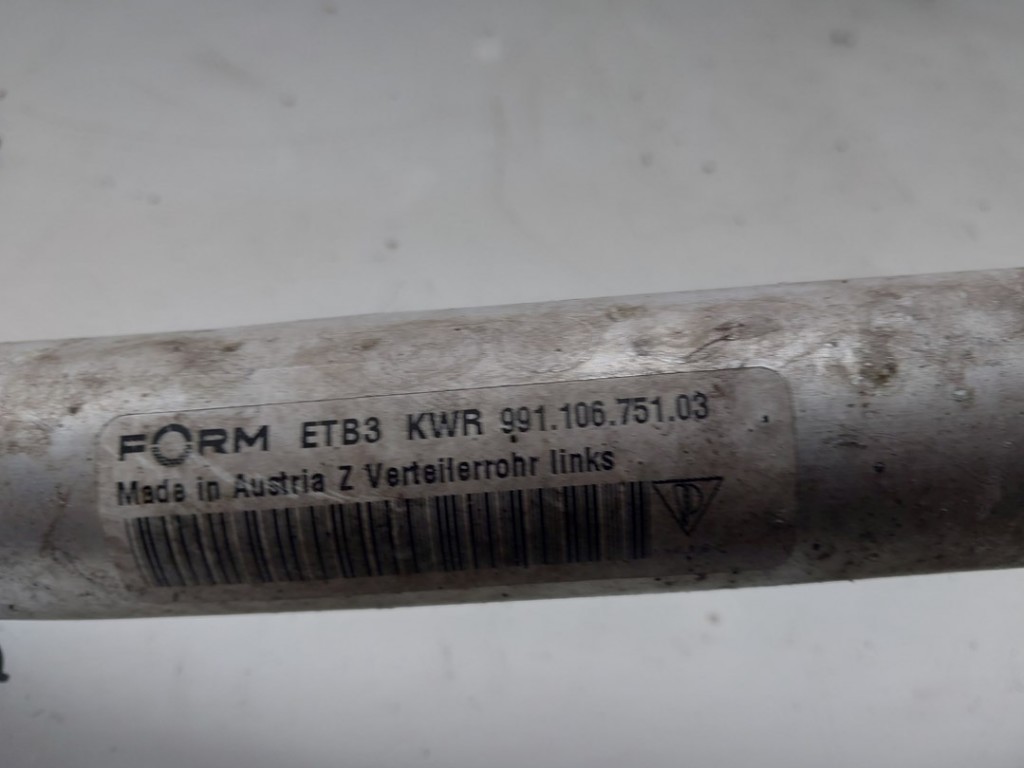 FORM ETB3 KWR 991.106.751.03
Made in Austria Z Verteilerrohr links